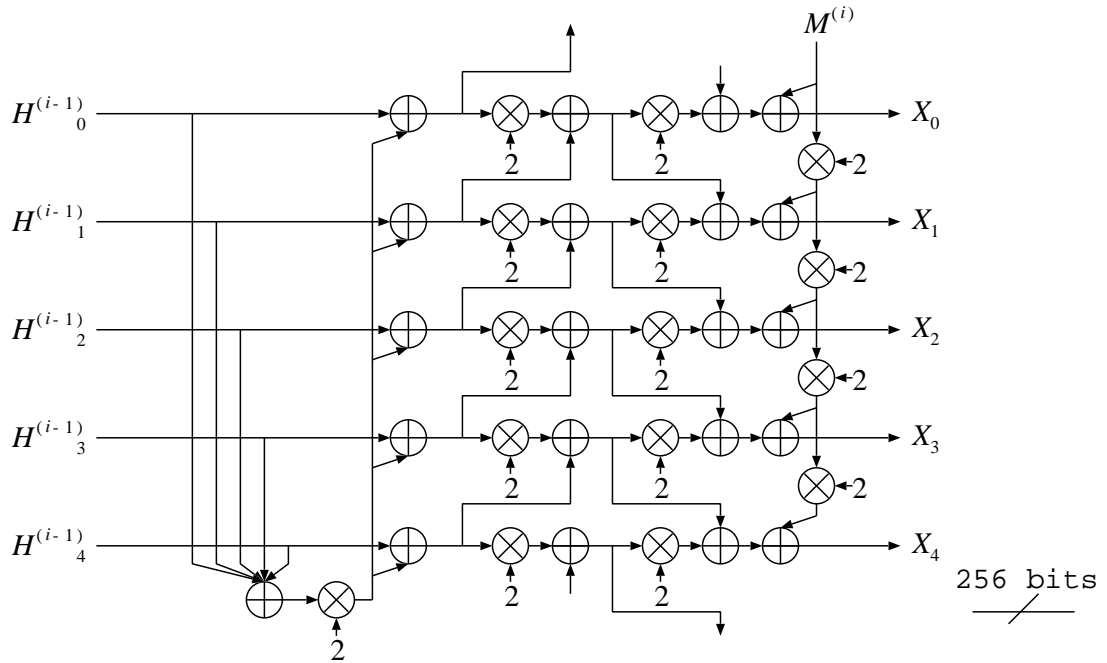 M^(i)
H^(i-1)_0 X_0
2 2 2
H^(i-1)_1 X_1
2 2 2
H^(i-1)_2 X_2
2 2 2
H^(i-1)_3 X_3
2 2 2
H^(i-1)_4 X_4
256 bits
2 2
2